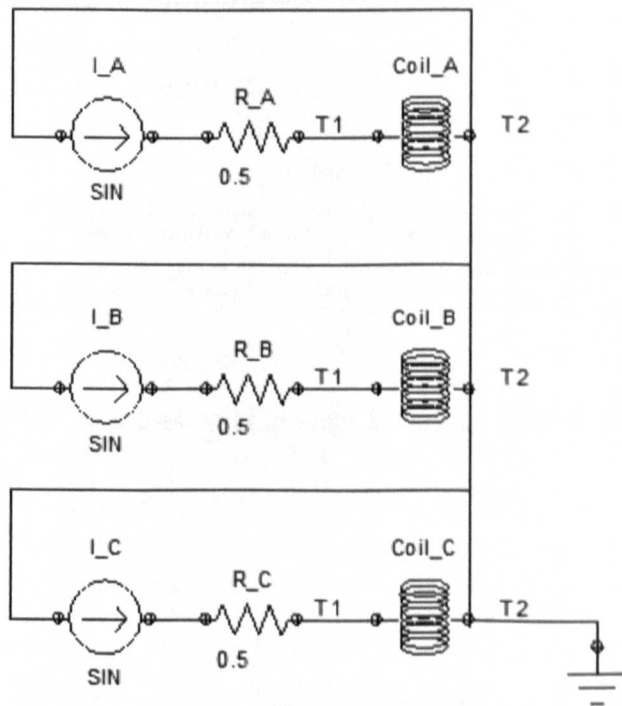 I_A
Coil_A
R_A
T1
T2
0.5
SIN
I_B
Coil_B
R_B
T1
T2
0.5
SIN
I_C
Coil_C
R_C
T1
T2
0.5
SIN